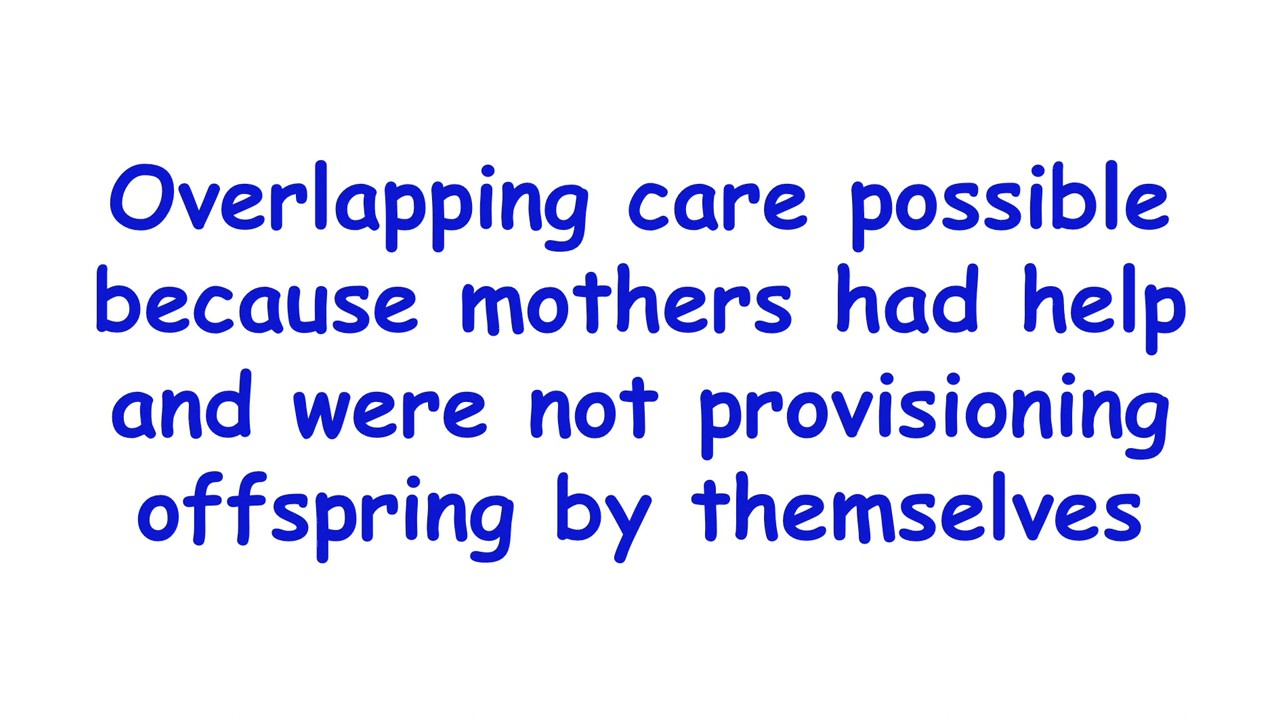 Overlapping care possible
because mothers had help
and were not provisioning
offspring by themselves